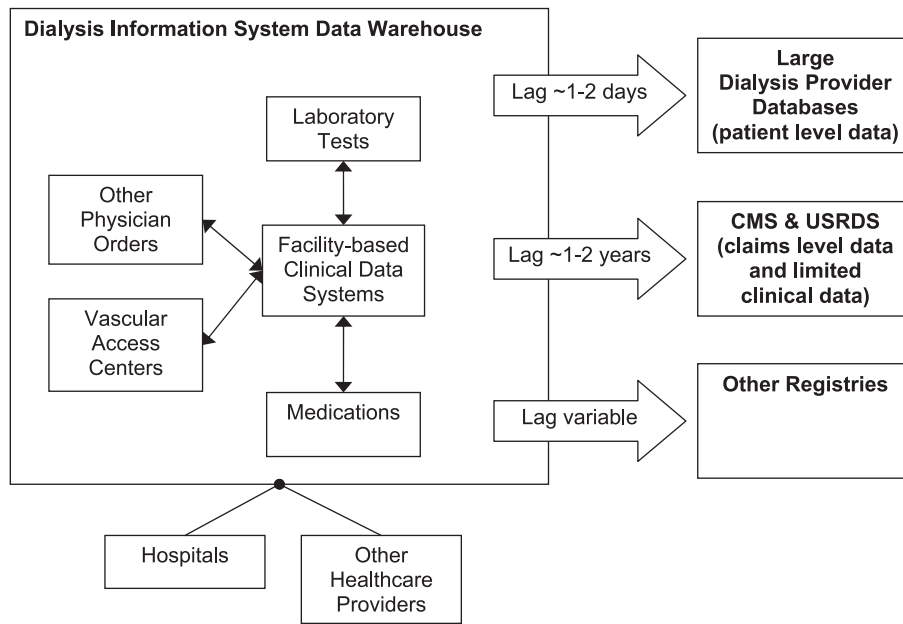 Dialysis Information System Data Warehouse
Laboratory
Tests
Other
Physician
Orders
Facility-based
Clinical Data
Systems
Vascular
Access
Centers
Medications
Hospitals
Other
Healthcare
Providers
Lag ~1-2 days
Large
Dialysis Provider
Databases
(patient level data)
Lag ~1-2 years
CMS & USRDS
(claims level data
and limited
clinical data)
Lag variable
Other Registries